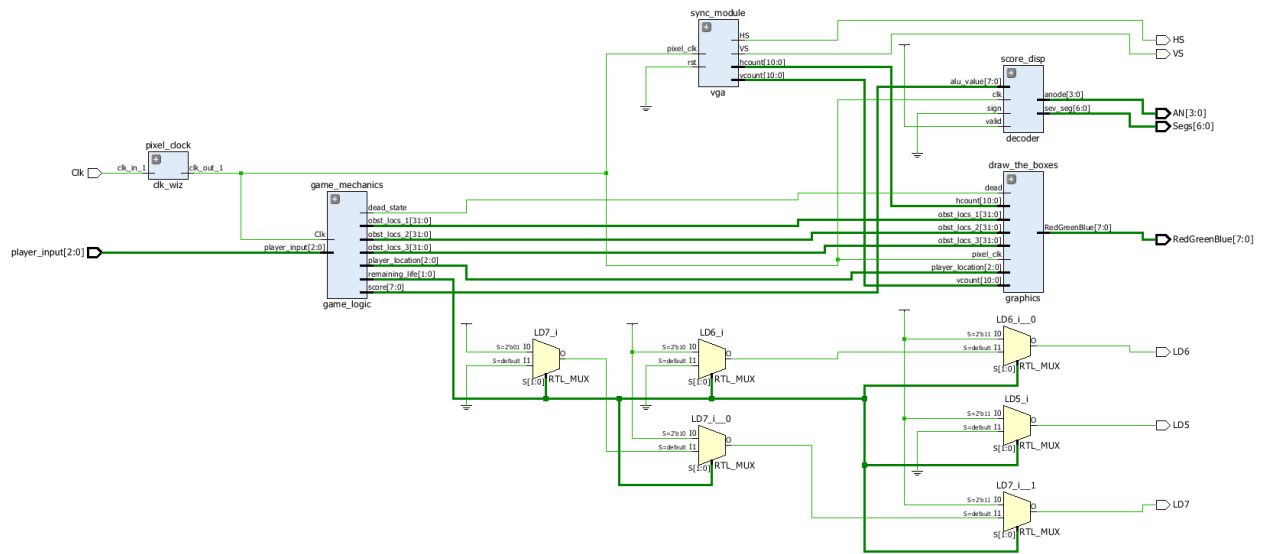 sync_module
pixel_clk
rst
HS
VS
hcount[10:0]
vcount[10:0]
vga
HS
VS
score_disp
alu_value[7:0]
clk
sign
valid
anode[3:0]
sev_seg[6:0]
decoder
AN[3:0]
Segs[6:0]
pixel_clock
Clk
clk_in_1
clk_out_1
clk_wiz
game_mechanics
Clk
player_input[2:0]
player_input[2:0]
dead_state
obst_locs_1[31:0]
obst_locs_2[31:0]
obst_locs_3[31:0]
player_location[2:0]
remaining_life[1:0]
score[7:0]
game_logic
draw_the_boxes
dead
hcount[10:0]
obst_locs_1[31:0]
obst_locs_2[31:0]
obst_locs_3[31:0]
pixel_clk
player_location[2:0]
vcount[10:0]
RedGreenBlue[7:0]
RedGreenBlue[7:0]
graphics
LD7_i
S=2'b01 I0
S=default I1
S[1:0]
O
RTL_MUX
LD6_i
S=2'b10 I0
S=default I1
S[1:0]
O
RTL_MUX
LD6_i__0
S=2'b11 I0
S=default I1
S[1:0]
O
RTL_MUX
LD6
LD7_i__0
S=2'b10 I0
S=default I1
S[1:0]
O
RTL_MUX
LD5_i
S=2'b11 I0
S=default I1
S[1:0]
O
RTL_MUX
LD5
LD7_i__1
S=2'b11 I0
S=default I1
S[1:0]
O
RTL_MUX
LD7